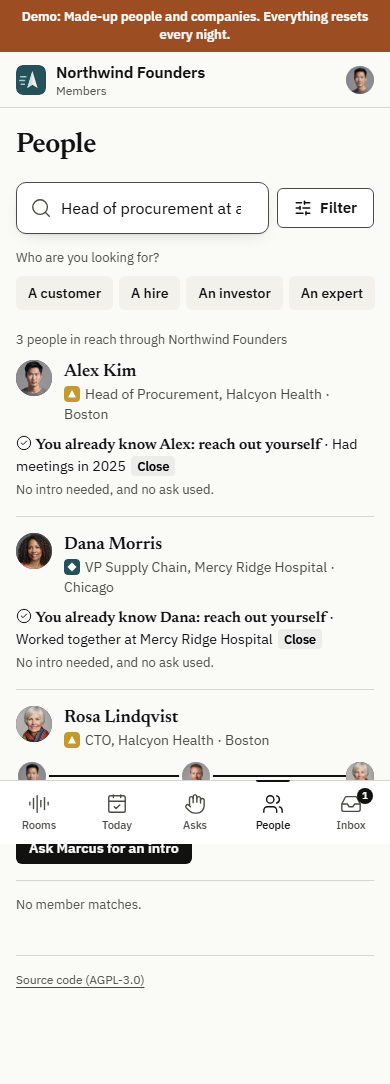 Demo: Made-up people and companies. Everything resets
every night.
Northwind Founders
Members
People
Head of procurement at a
Filter
Who are you looking for?
A customer
A hire
An investor
An expert
3 people in reach through Northwind Founders
Alex Kim
Head of Procurement, Halcyon Health ·
Boston
You already know Alex: reach out yourself · Had
meetings in 2025 Close
No intro needed, and no ask used.
Dana Morris
VP Supply Chain, Mercy Ridge Hospital ·
Chicago
You already know Dana: reach out yourself ·
Worked together at Mercy Ridge Hospital Close
No intro needed, and no ask used.
Rosa Lindqvist
CTO, Halcyon Health · Boston
Rooms
Today
Asks
People
Inbox
1
Ask Marcus for an intro
No member matches.
Source code (AGPL-3.0)